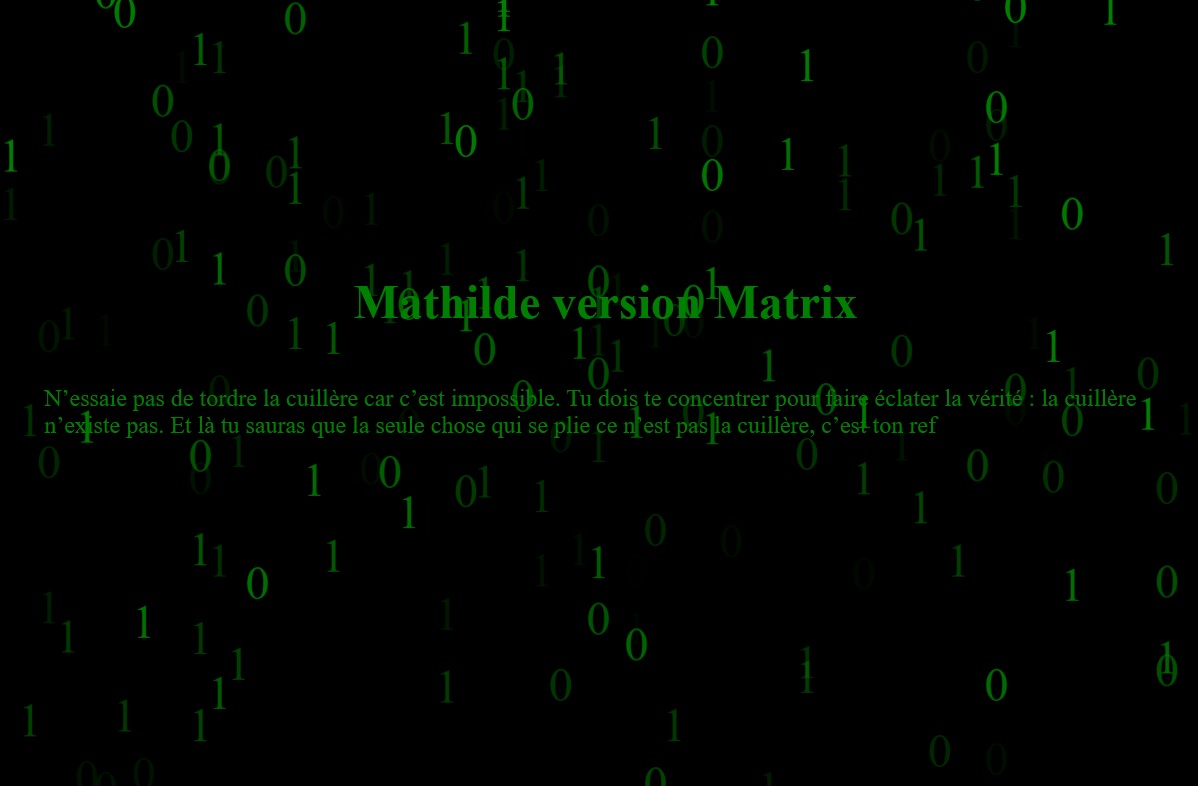 Mathilde version Matrix
N’essaie pas de tordre la cuillère car c’est impossible. Tu dois te concentrer pour faire éclater la vérité : la cuillère
n’existe pas. Et là tu sauras que la seule chose qui se plie ce n’est pas la cuillère, c’est ton ref